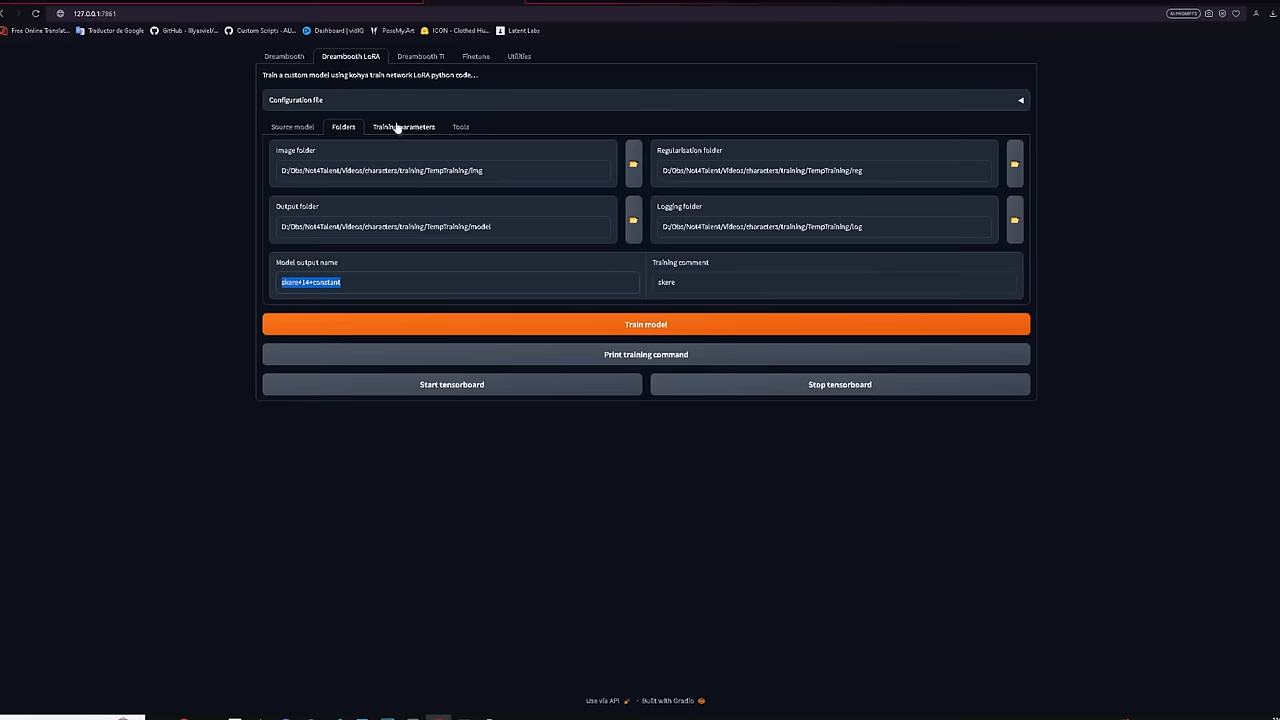 127.0.0.1:7861
AI PROMPTS
Free Online Translat...
Traductor de Google
GitHub - lllyasviel/...
Custom Scripts - AU...
Dashboard | vidIQ
PoseMy.Art
ICON - Clothed Hu...
Latent Labs
Dreambooth
Dreambooth LoRA
Dreambooth TI
Finetune
Utilities
Train a custom model using kohya train network LoRA python code...
Configuration file
Source model
Folders
Training parameters
Tools
Image folder
Regularisation folder
D:/Obs/Not4Talent/Videos/characters/training/TempTraining/img
D:/Obs/Not4Talent/Videos/characters/training/TempTraining/reg
Output folder
Logging folder
D:/Obs/Not4Talent/Videos/characters/training/TempTraining/model
D:/Obs/Not4Talent/Videos/characters/training/TempTraining/log
Model output name
Training comment
skere+14+constant
skere
Train model
Print training command
Start tensorboard
Stop tensorboard
Use via API
· Built with Gradio